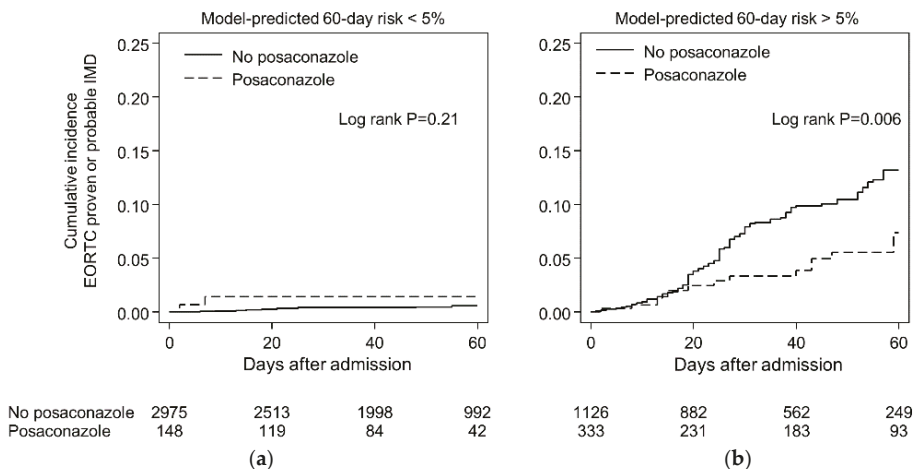 Model-predicted 60-day risk < 5%
Cumulative incidence
EORTC proven or probable IMD
0.25
0.20
0.15
0.10
0.05
0.00
No posaconazole
Posaconazole
Log rank P=0.21
0 20 40 60
Days after admission
Model-predicted 60-day risk > 5%
0.25
0.20
0.15
0.10
0.05
0.00
No posaconazole
Posaconazole
Log rank P=0.006
0 20 40 60
Days after admission
No posaconazole 2975 2513 1998 992 1126 882 562 249
Posaconazole 148 119 84 42 333 231 183 93
(a) (b)